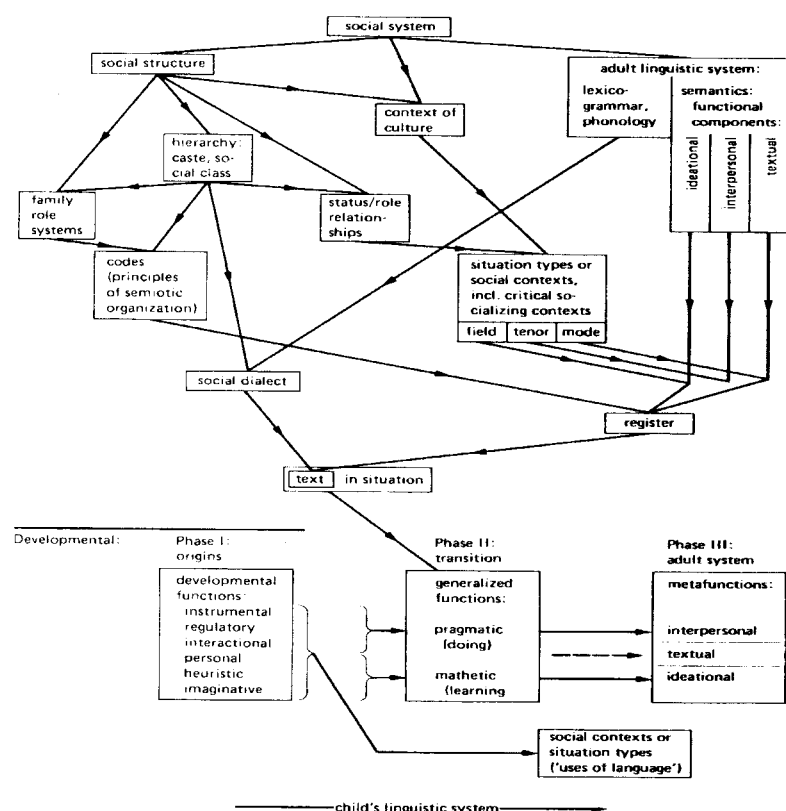 social system
social structure
adult linguistic system:
lexico-
grammar,
phonology
semantics:
functional
components:
ideational
interpersonal
textual
context of
culture
hierarchy:
caste, so-
cial class
family
role
systems
status/role
relation-
ships
codes
(principles
of semiotic
organization)
situation types or
social contexts,
incl. critical so-
cializing contexts
field
tenor
mode
social dialect
register
text in situation
Developmental:
Phase I:
origins
developmental
functions:
instrumental
regulatory
interactional
personal
heuristic
imaginative
Phase II:
transition
generalized
functions:
pragmatic
(doing)
mathetic
(learning
Phase III:
adult system
metafunctions:
interpersonal
textual
ideational
social contexts or
situation types
('uses of language')
child's linguistic system